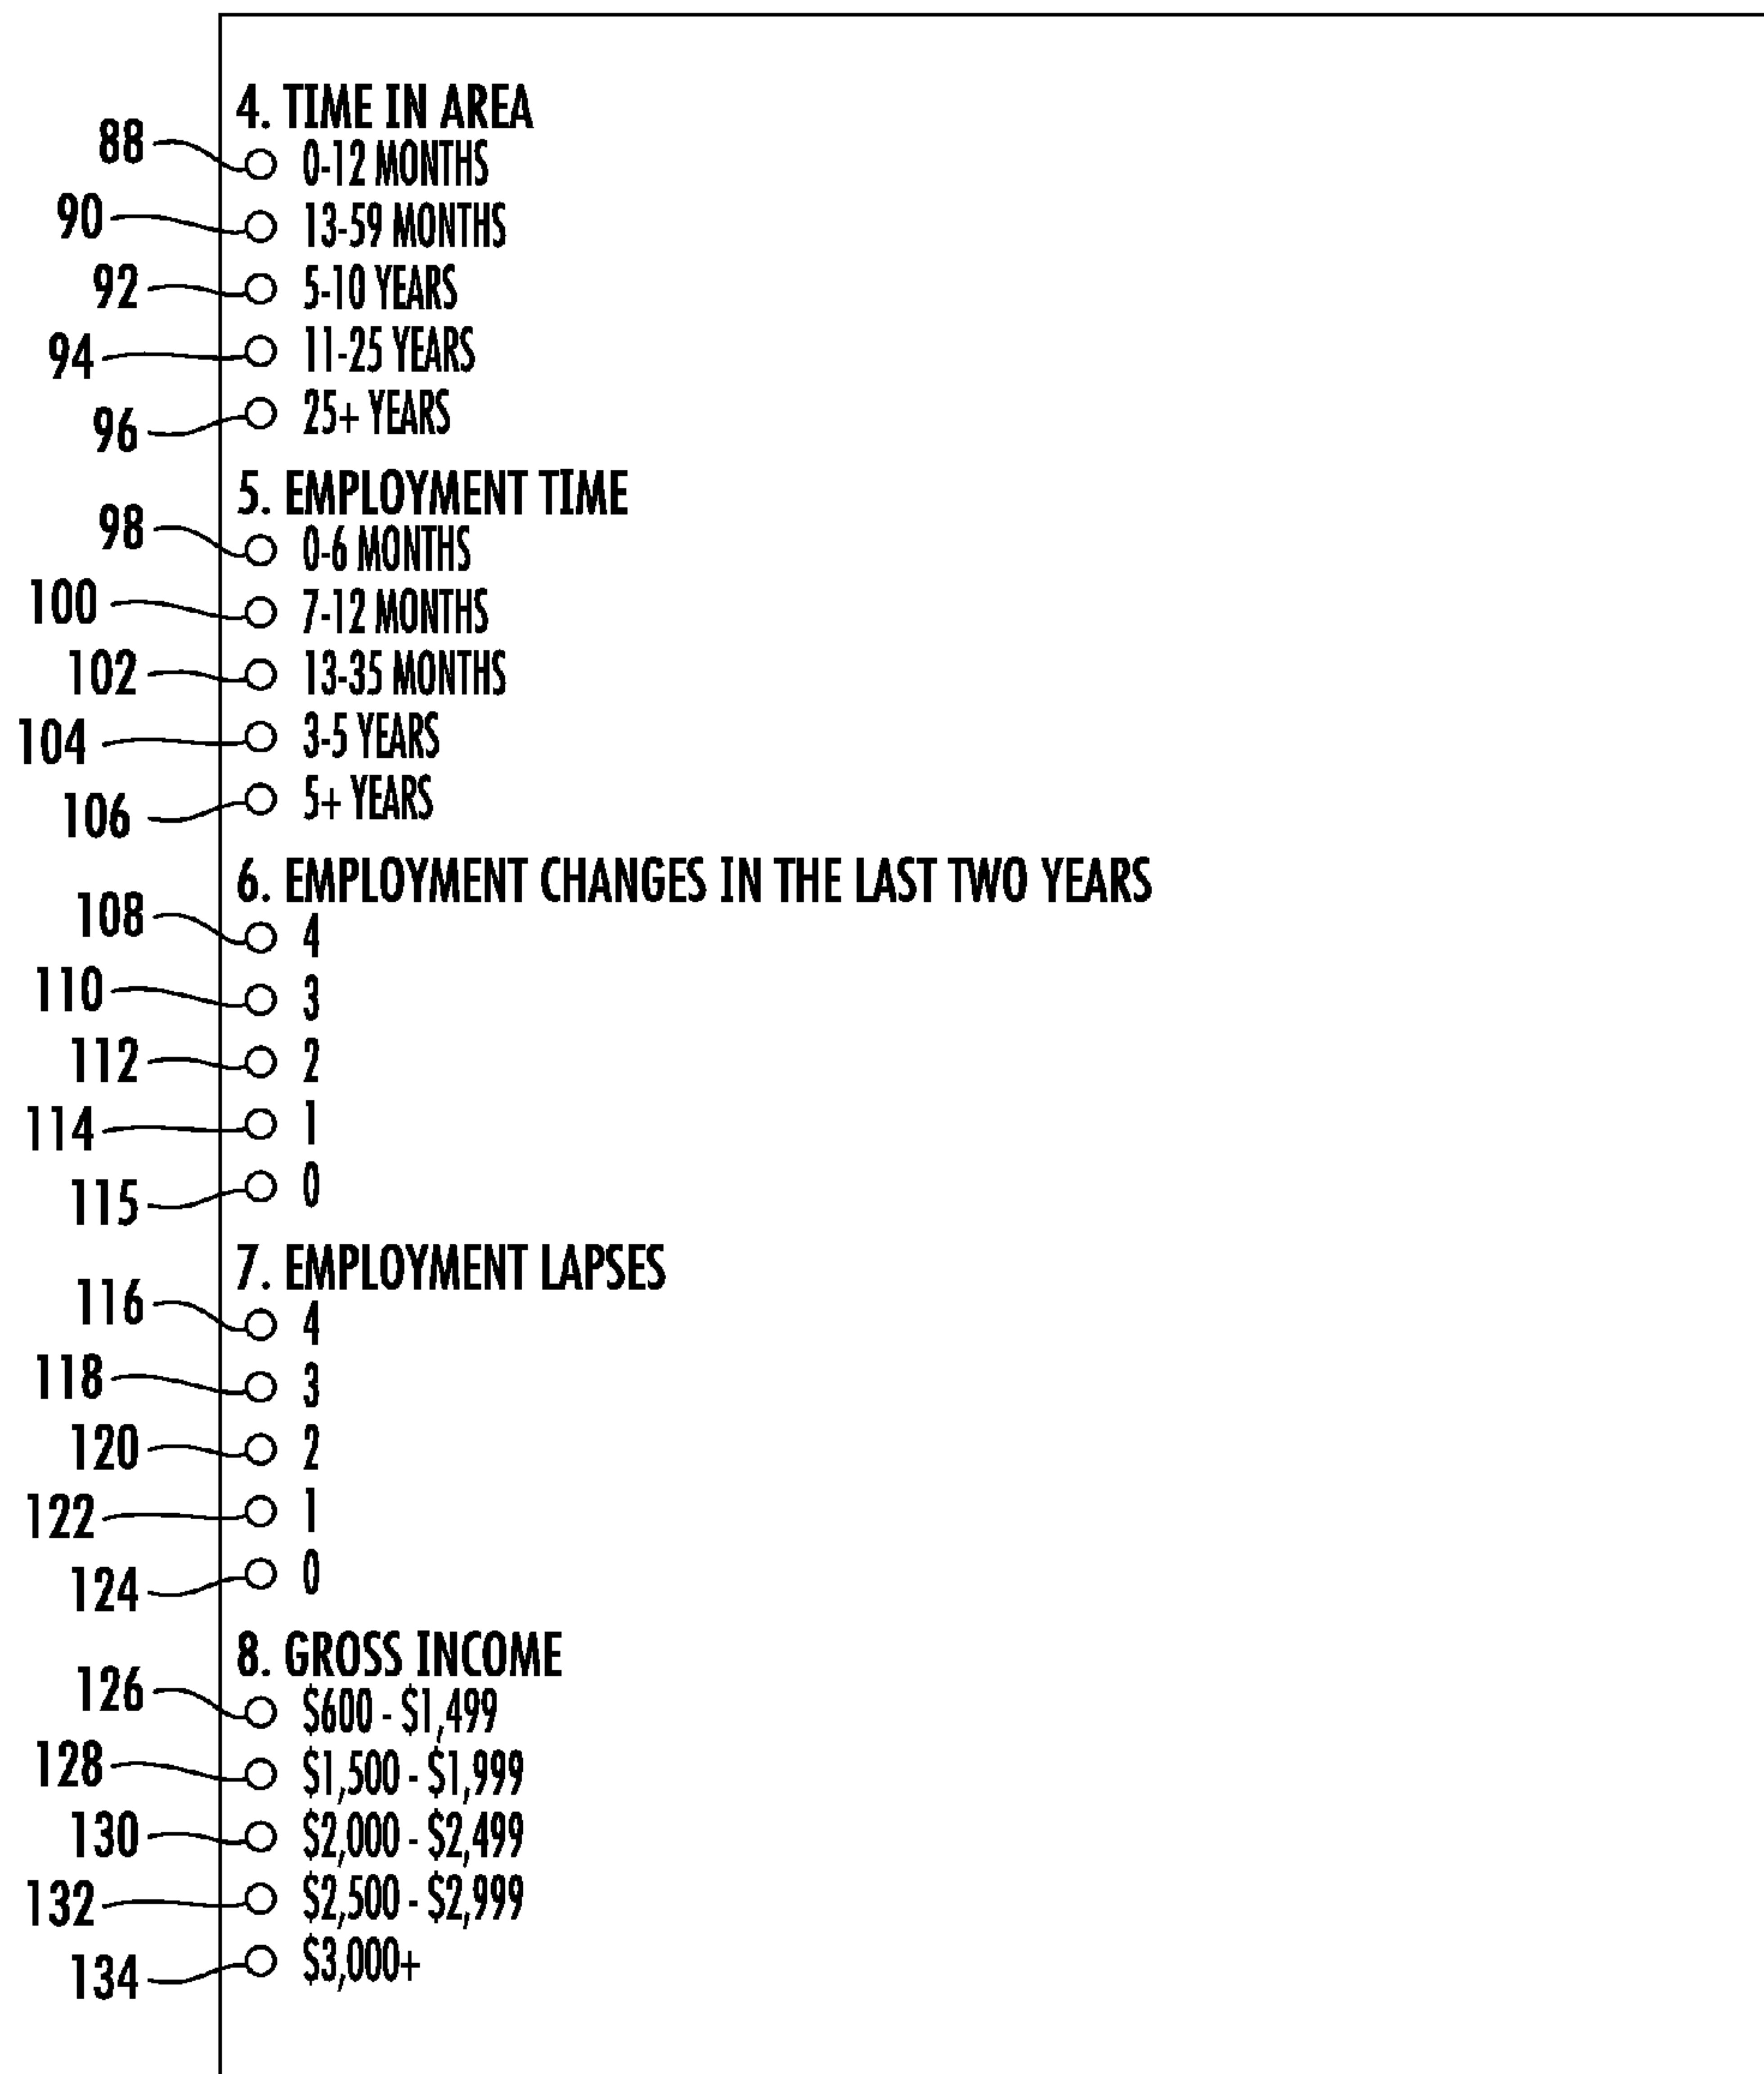 4. TIME IN AREA
88 0-12 MONTHS
90 13-59 MONTHS
92 5-10 YEARS
94 11-25 YEARS
96 25+ YEARS
5. EMPLOYMENT TIME
98 0-6 MONTHS
100 7-12 MONTHS
102 13-35 MONTHS
104 3-5 YEARS
106 5+ YEARS
6. EMPLOYMENT CHANGES IN THE LAST TWO YEARS
108 4
110 3
112 2
114 1
115 0
7. EMPLOYMENT LAPSES
116 4
118 3
120 2
122 1
124 0
8. GROSS INCOME
126 $600 - $1,499
128 $1,500 - $1,999
130 $2,000 - $2,499
132 $2,500 - $2,999
134 $3,000+